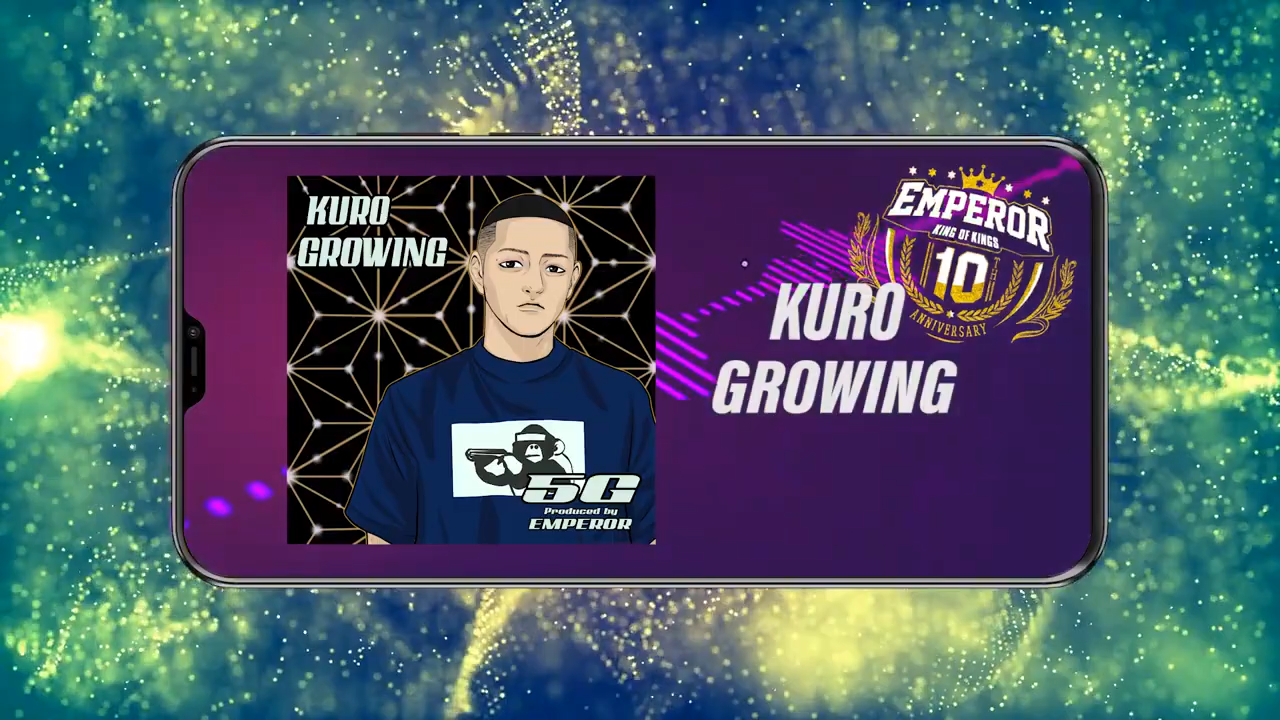 KURO
GROWING
5G
Produced by
EMPEROR
EMPEROR
KING OF KINGS
10
ANNIVERSARY
KURO
GROWING